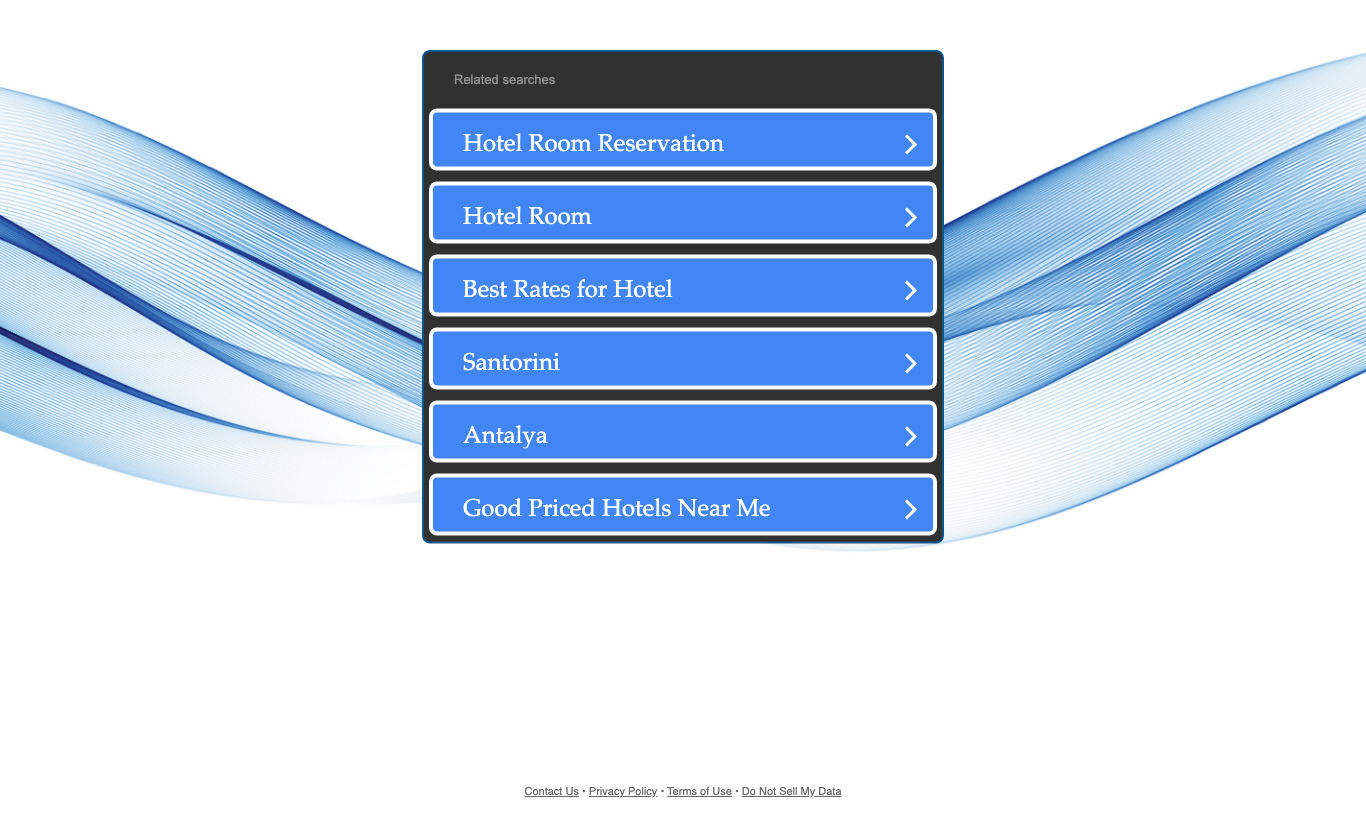 Related searches
Hotel Room Reservation
Hotel Room
Best Rates for Hotel
Santorini
Antalya
Good Priced Hotels Near Me
Contact Us • Privacy Policy • Terms of Use • Do Not Sell My Data